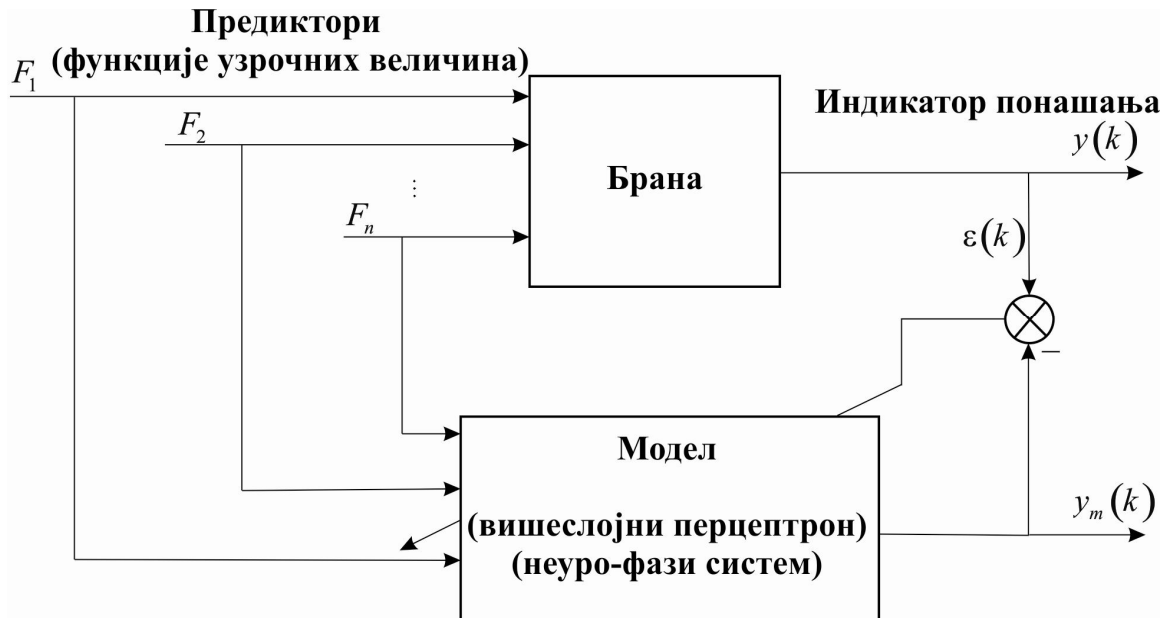 Предиктори
(функције узрочних величина)
F₁
Индикатор понашања
F₂
y(k)
⋮
Брана
Fₙ
ε(k)
−
Модел
yₘ(k)
(вишеслојни перцептрон)
(неуро-фази систем)